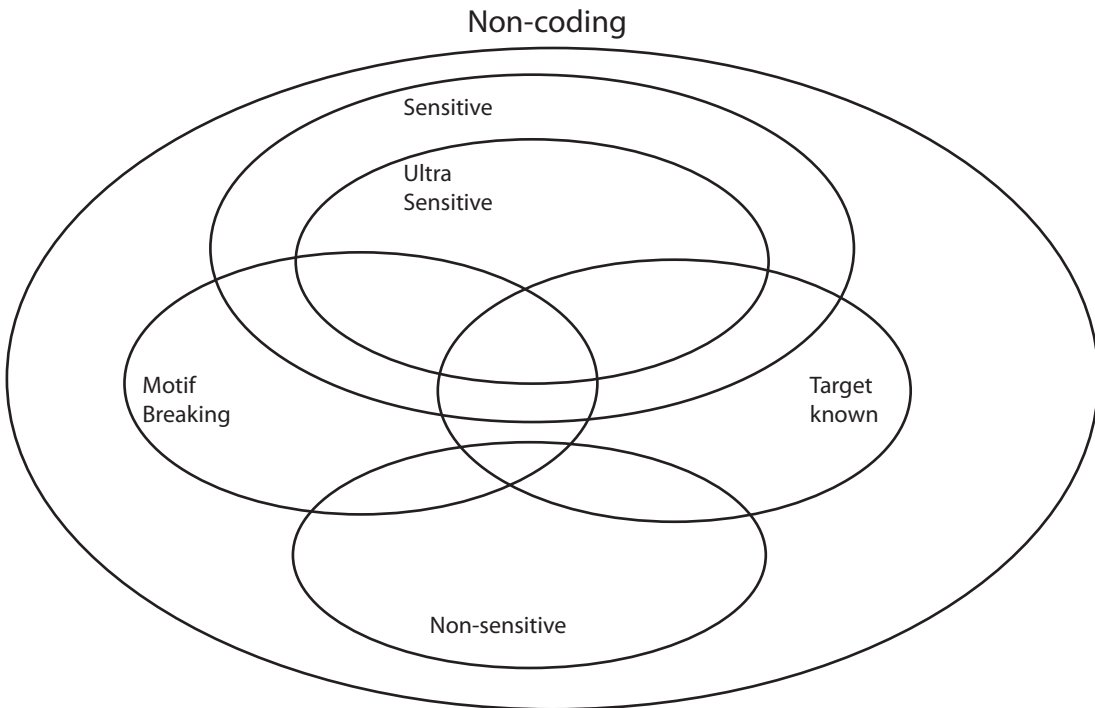 Non-coding
Sensitive
Ultra
Sensitive
Motif
Breaking
Target
known
Non-sensitive